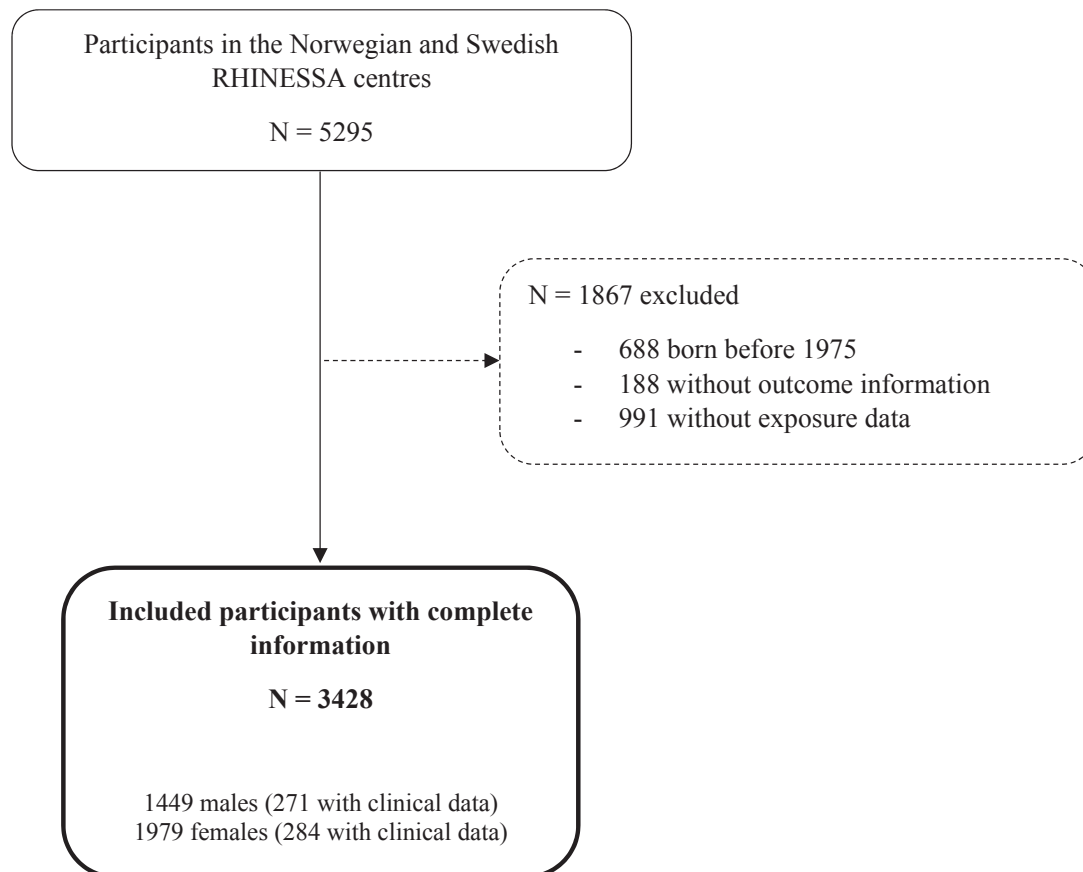 Participants in the Norwegian and Swedish
RHINESSA centres
N = 5295
N = 1867 excluded
- 688 born before 1975
- 188 without outcome information
- 991 without exposure data
Included participants with complete
information
N = 3428
1449 males (271 with clinical data)
1979 females (284 with clinical data)